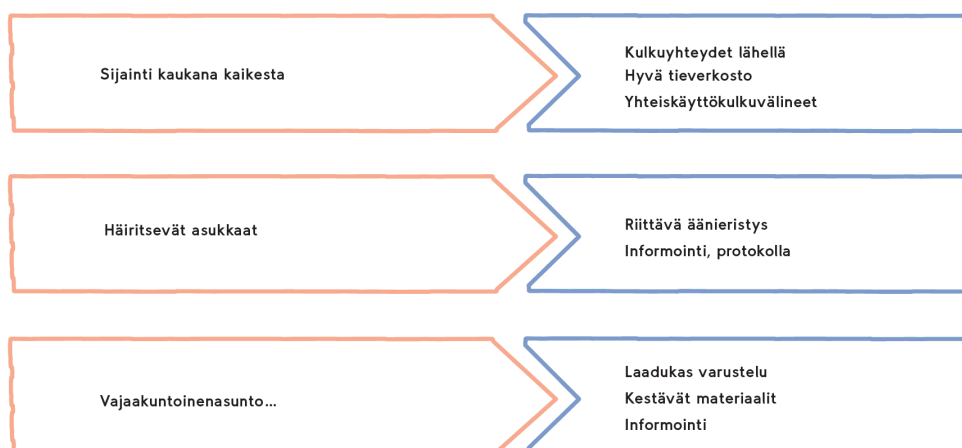 Sijainti kaukana kaikesta
Kulkuyhteydet lähellä
Hyvä tieverkosto
Yhteiskäyttökulkuvälineet
Häiritsevät asukkaat
Riittävä äänieristys
Informointi, protokolla
Vajaakuntoinenasunto...
Laadukas varustelu
Kestävät materiaalit
Informointi